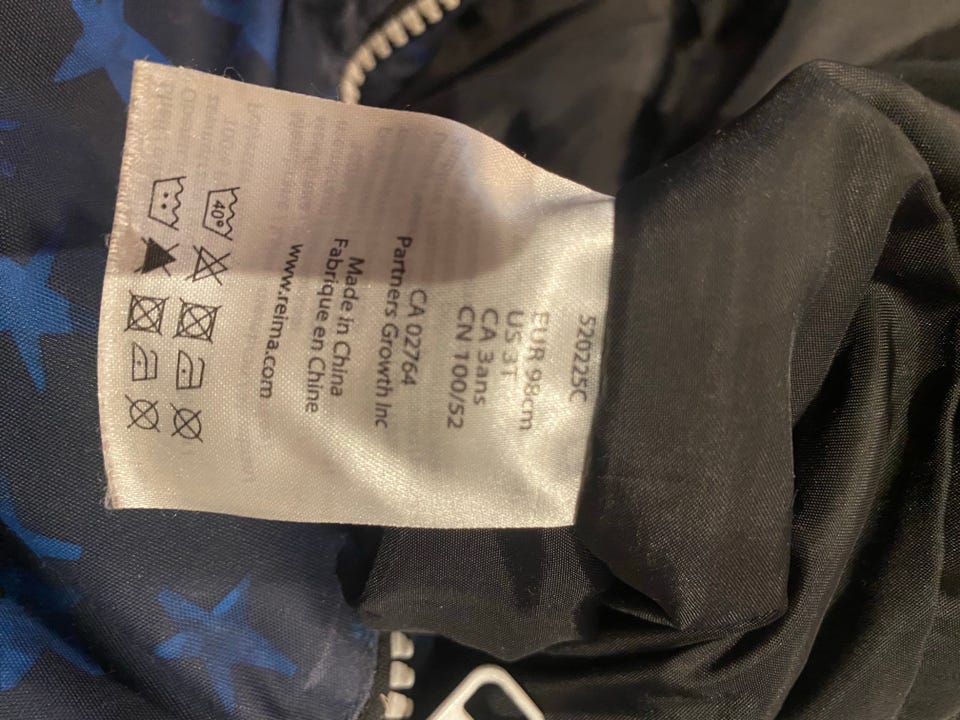 520225C
EUR 98cm
US 3T
CA 3ans
CN 100/52
CA 02764
Partners Growth Inc
Made in China
Fabrique en Chine
www.reima.com
40°